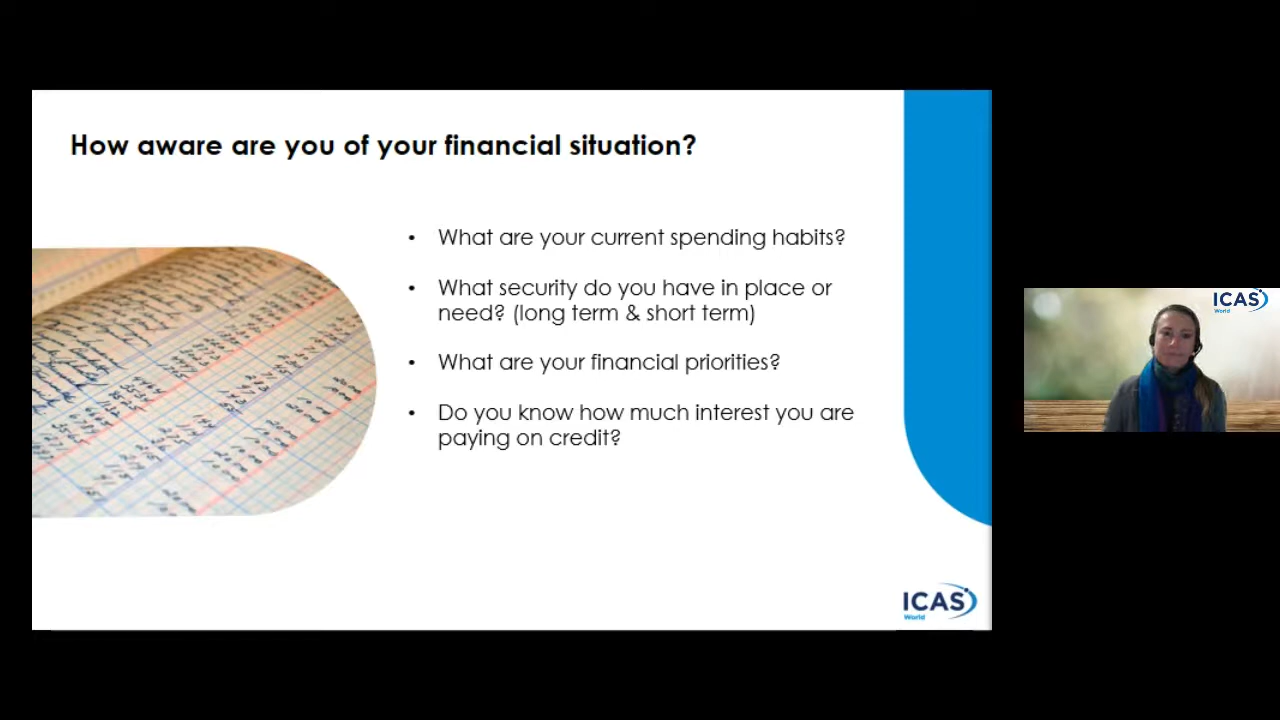 How aware are you of your financial situation?
• What are your current spending habits?
• What security do you have in place or
need? (long term & short term)
• What are your financial priorities?
• Do you know how much interest you are
paying on credit?
ICAS
World
ICAS
World